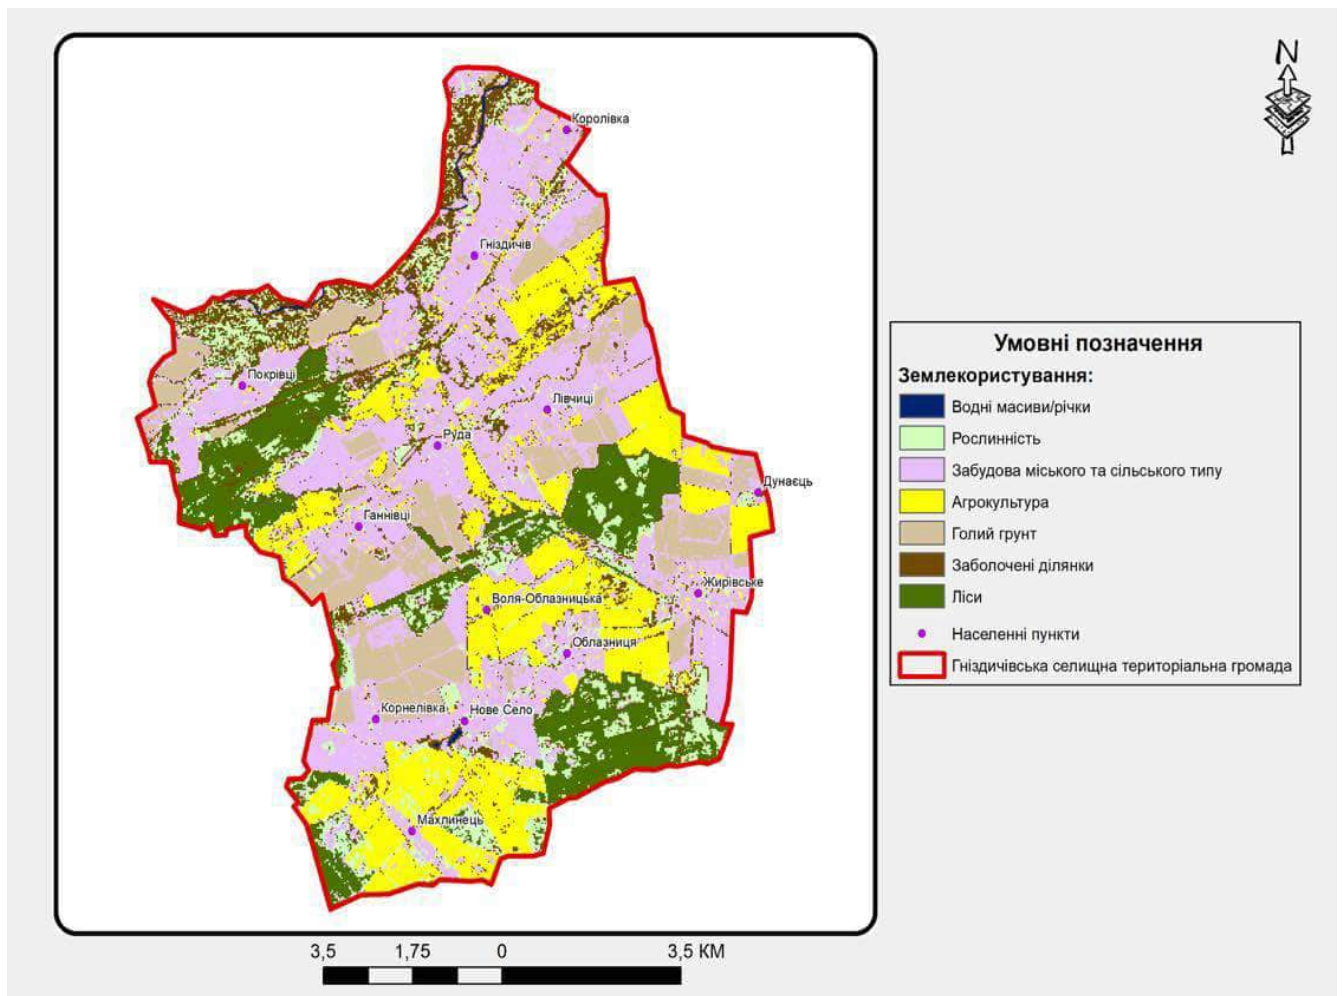 N
Королівка
Гніздичів
Покрівці
Лівчиці
Руда
Дунаєць
Ганнівці
Жирівське
Воля-Облазницька
Облазниця
Корнелівка
Нове Село
Махлинець
Умовні позначення
Землекористування:
Водні масиви/річки
Рослинність
Забудова міського та сільського типу
Агрокультура
Голий грунт
Заболочені ділянки
Ліси
Населенні пункти
Гніздичівська селищна територіальна громада
3,5 1,75 0 3,5 КМ